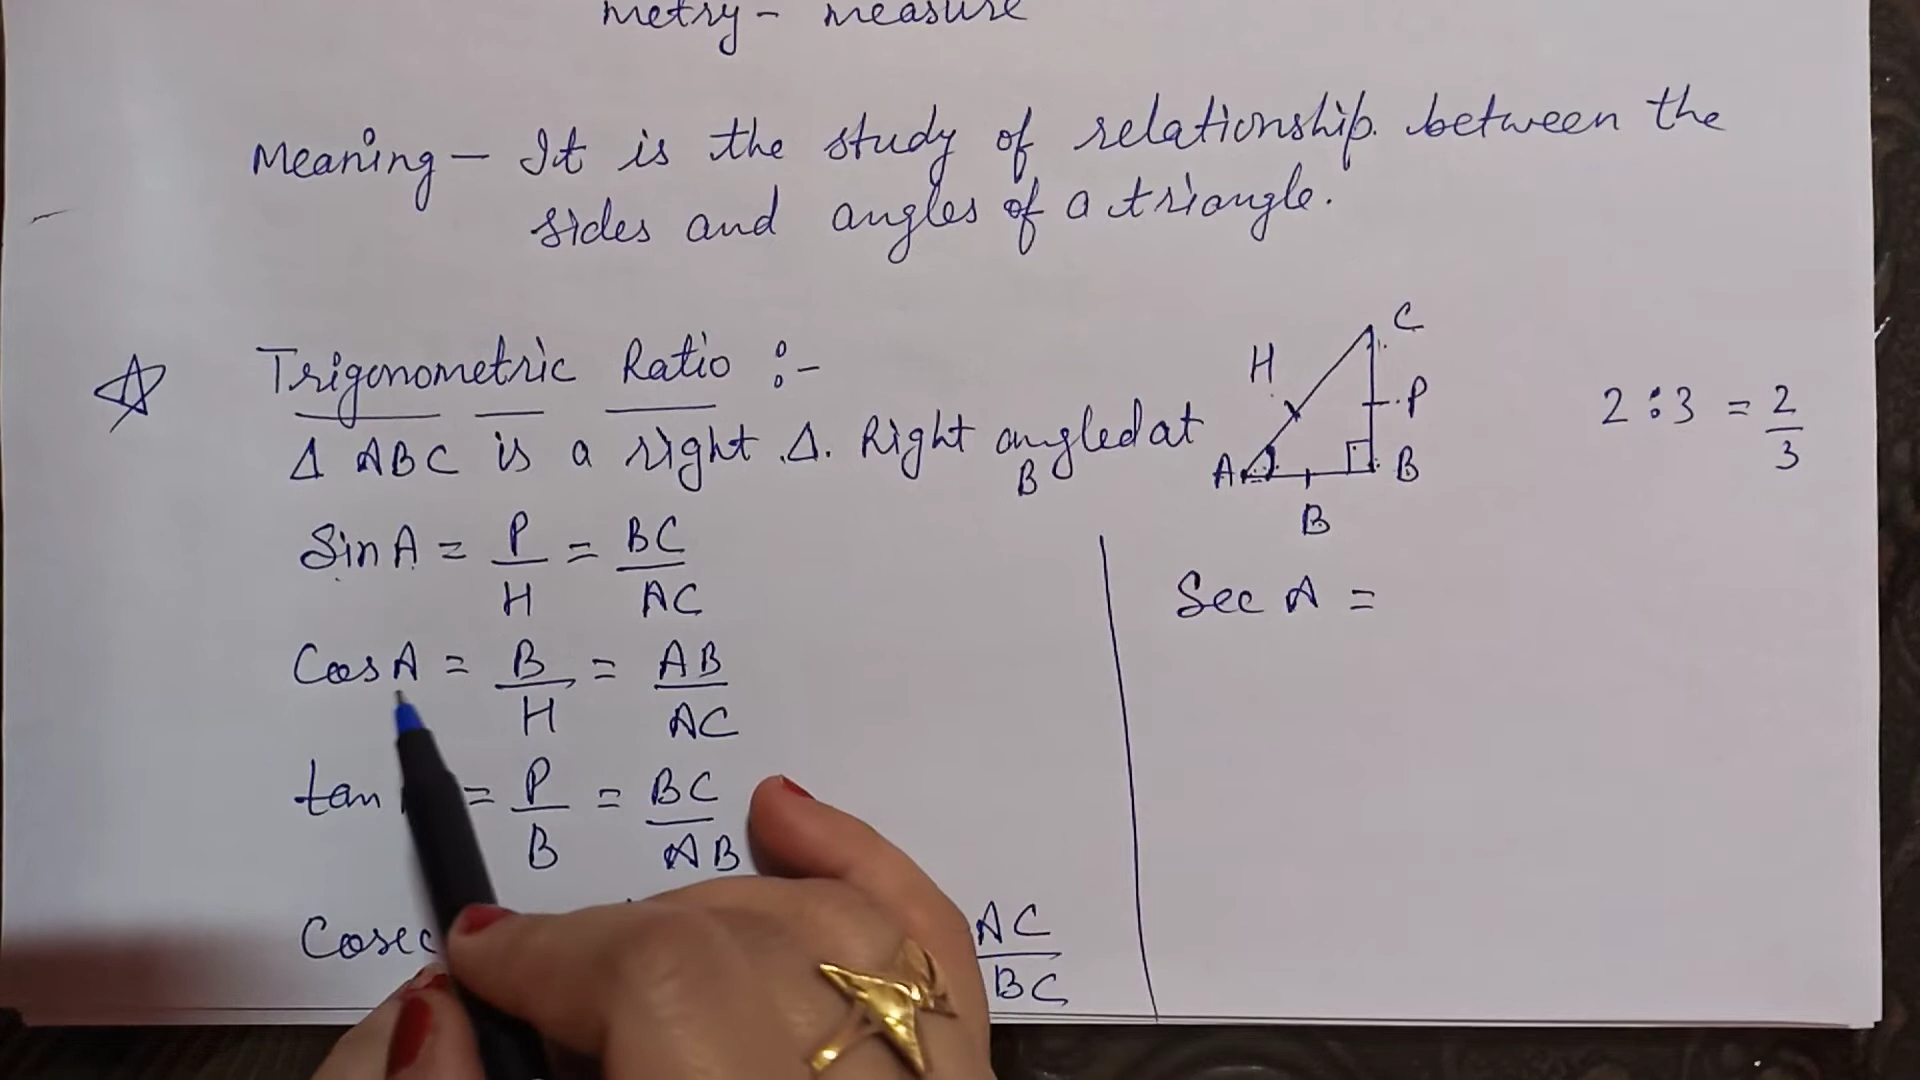 metry - measure
Meaning - It is the study of relationship. between the
sides and angles of a triangle.
Trigonometric Ratio :-
Δ ABC is a right Δ. Right angled at
B
C
H
P
A
B
B
2 : 3 = 2/3
Sin A = P/H = BC/AC
Cos A = B/H = AB/AC
tan = P/B = BC/AB
Cosec AC/BC
Sec A =